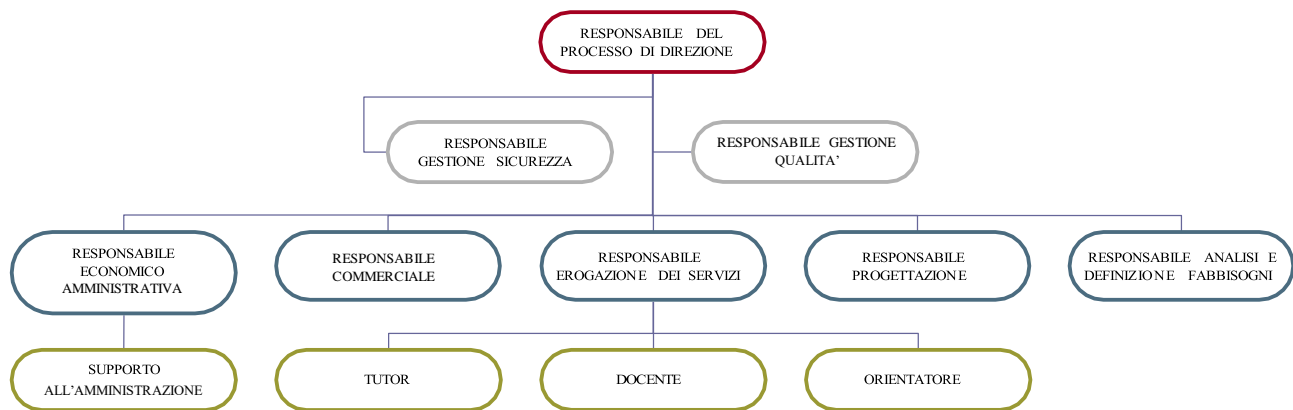 RESPONSABILE DEL
PROCESSO DI DIREZIONE
RESPONSABILE
GESTIONE SICUREZZA
RESPONSABILE GESTIONE
QUALITA'
RESPONSABILE
ECONOMICO
AMMINISTRATIVA
RESPONSABILE
COMMERCIALE
RESPONSABILE
EROGAZIONE DEI SERVIZI
RESPONSABILE
PROGETTAZIONE
RESPONSABILE ANALISI E
DEFINIZIONE FABBISOGNI
SUPPORTO
ALL'AMMINISTRAZIONE
TUTOR
DOCENTE
ORIENTATORE